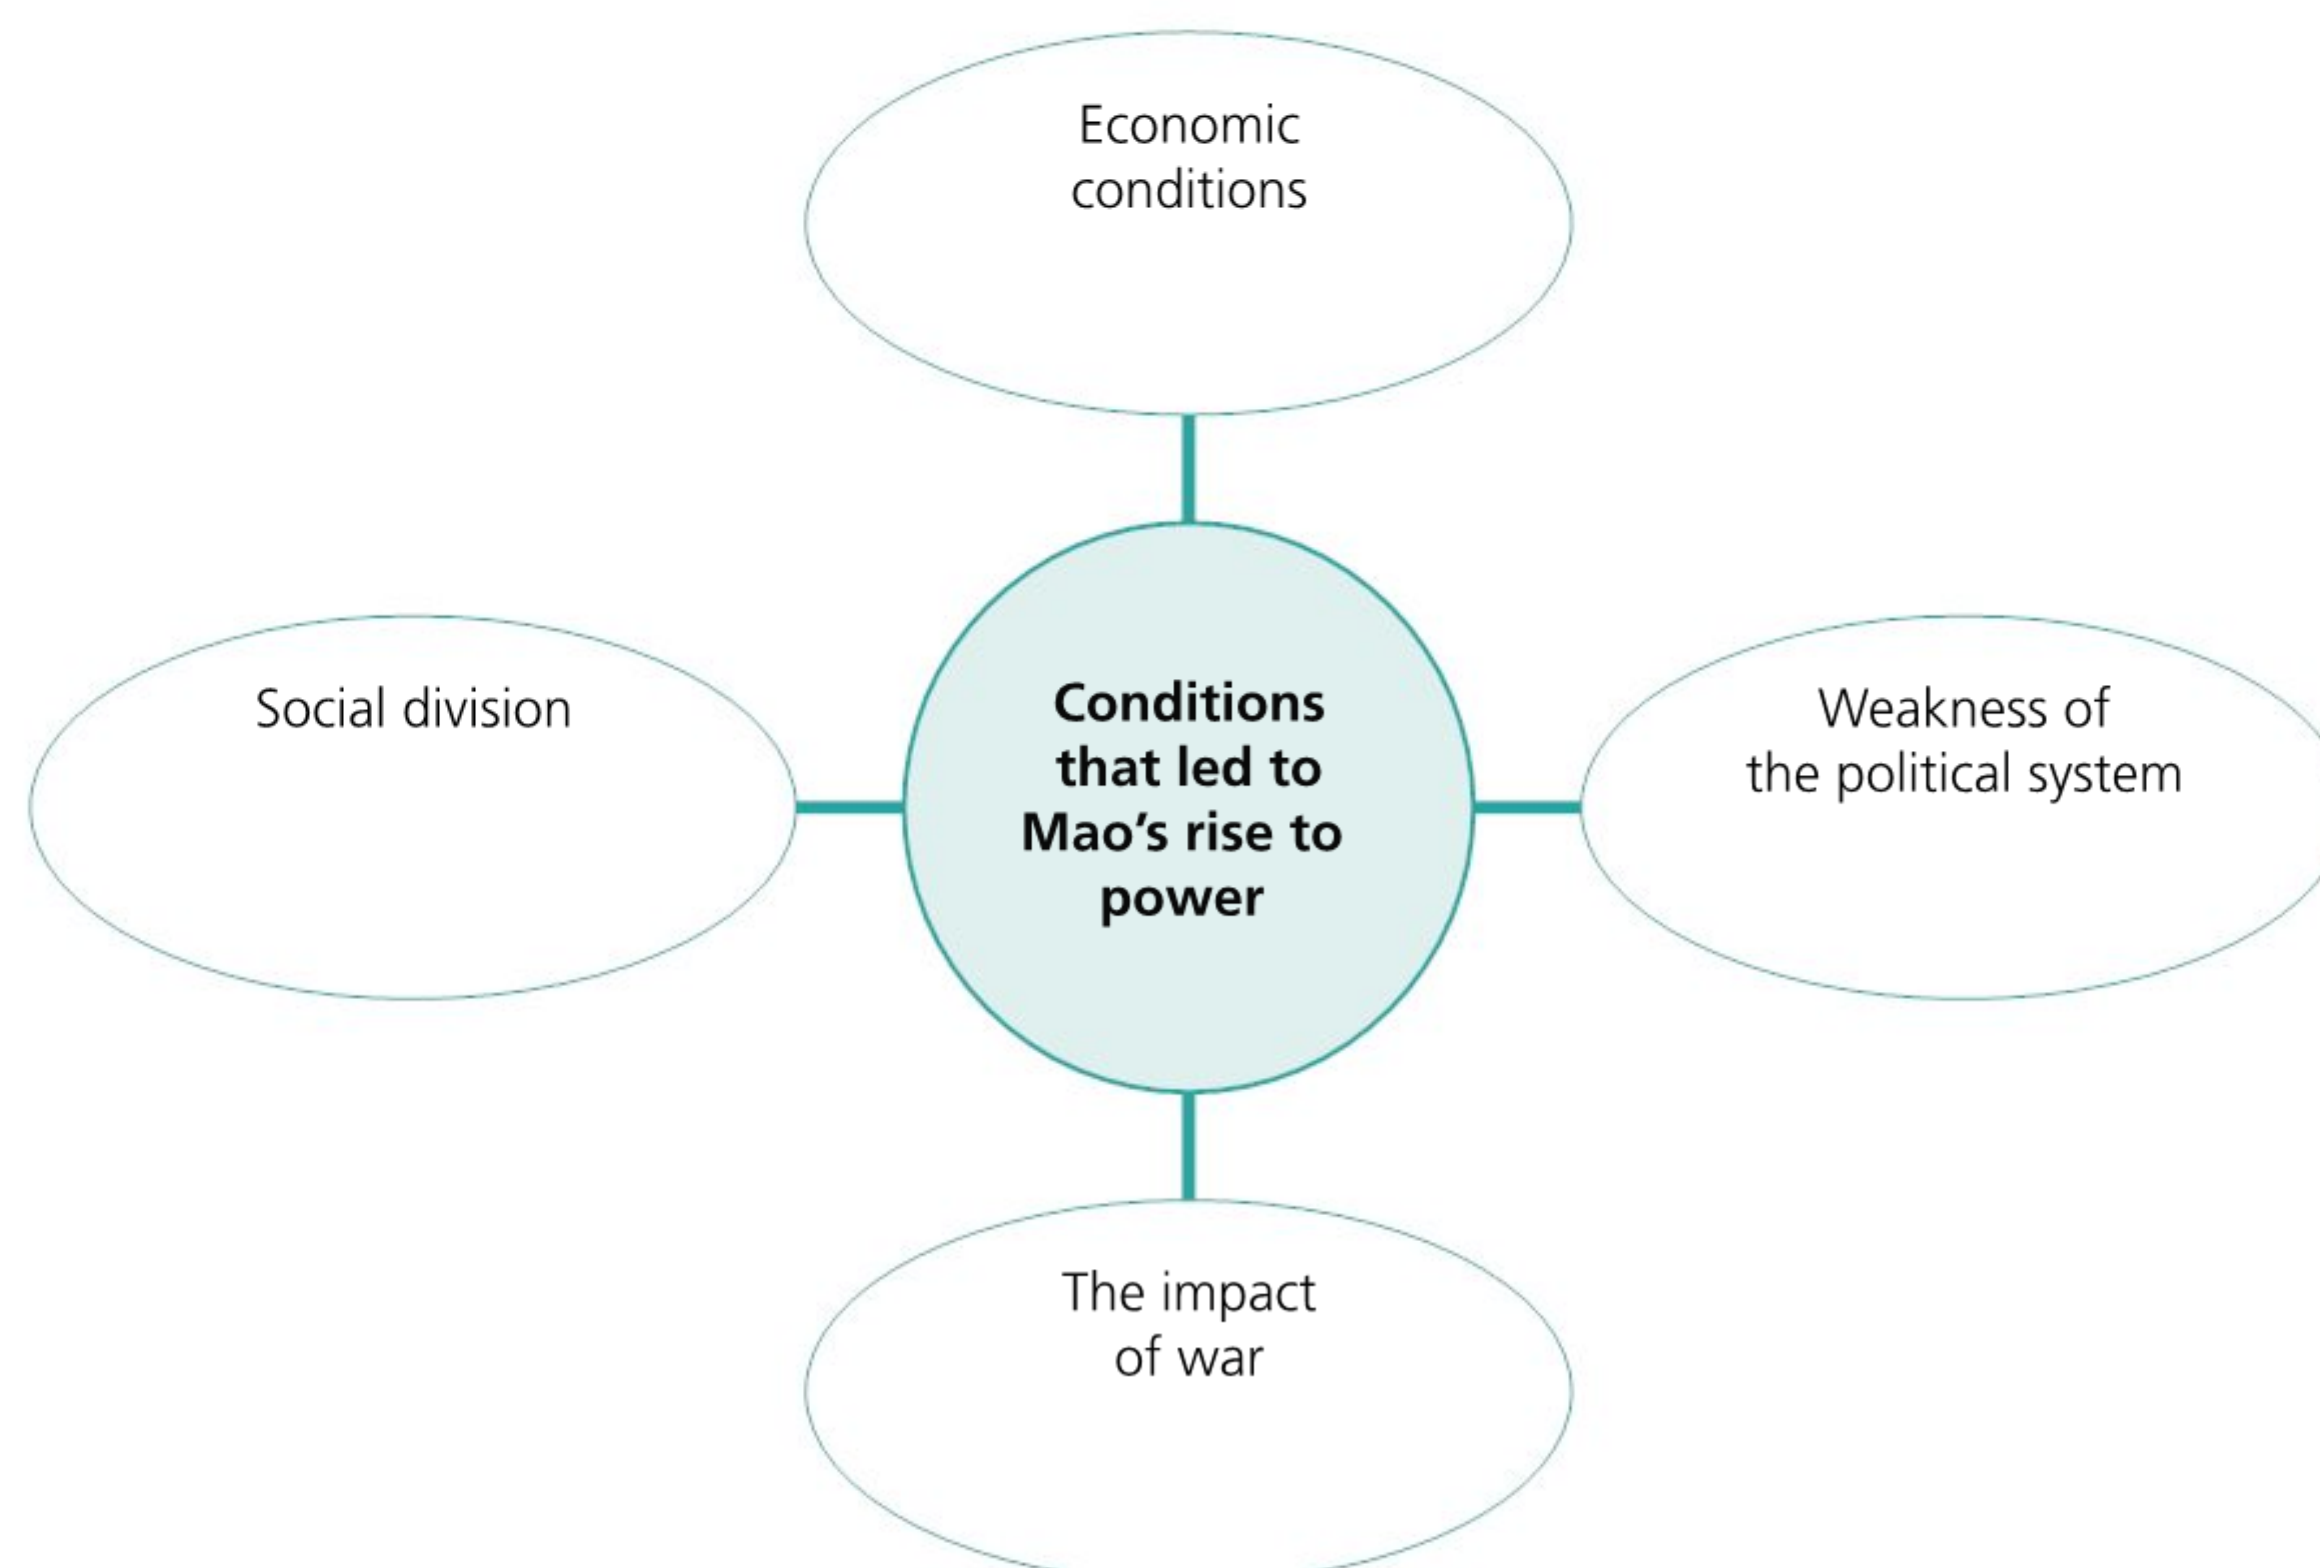 Economic
conditions
Social division
Conditions
that led to
Mao’s rise to
power
Weakness of
the political system
The impact
of war